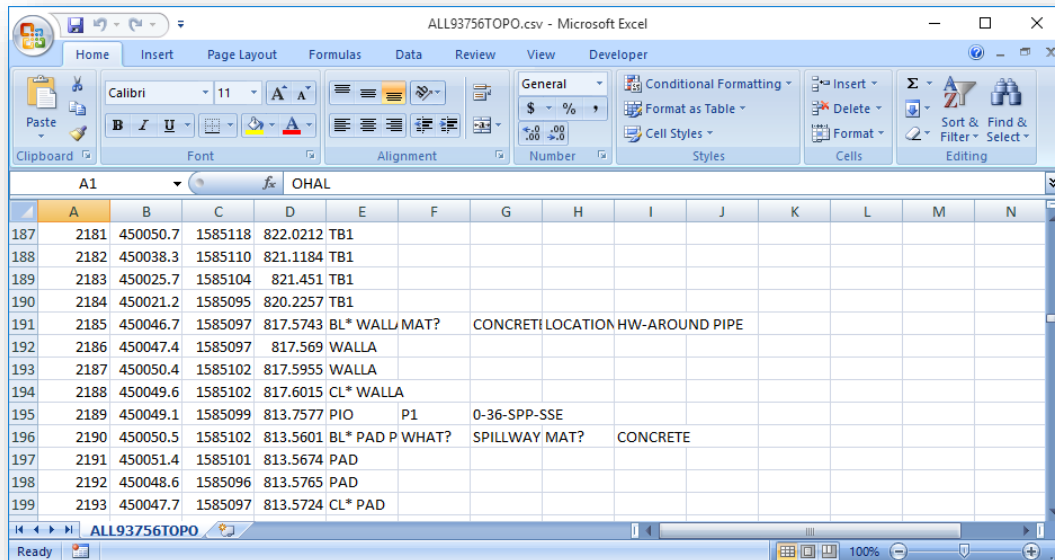 ALL93756TOPO.csv - Microsoft Excel
Home Insert Page Layout Formulas Data Review View Developer
Calibri 11 General Conditional Formatting Insert Σ
Paste $ % , Format as Table Delete Sort & Find &
B I U Cell Styles Format Filter Select
Clipboard Font Alignment Number Styles Cells Editing
A1 fx OHAL
A B C D E F G H I J K L M N
187 2181 450050.7 1585118 822.0212 TB1
188 2182 450038.3 1585110 821.1184 TB1
189 2183 450025.7 1585104 821.451 TB1
190 2184 450021.2 1585095 820.2257 TB1
191 2185 450046.7 1585097 817.5743 BL* WALLA MAT? CONCRETE LOCATION HW-AROUND PIPE
192 2186 450047.4 1585097 817.569 WALLA
193 2187 450050.4 1585102 817.5955 WALLA
194 2188 450049.6 1585102 817.6015 CL* WALLA
195 2189 450049.1 1585099 813.7577 PIO P1 0-36-SPP-SSE
196 2190 450050.5 1585102 813.5601 BL* PAD P WHAT? SPILLWAY MAT? CONCRETE
197 2191 450051.4 1585101 813.5674 PAD
198 2192 450048.6 1585096 813.5765 PAD
199 2193 450047.7 1585097 813.5724 CL* PAD
ALL93756TOPO
Ready 100%